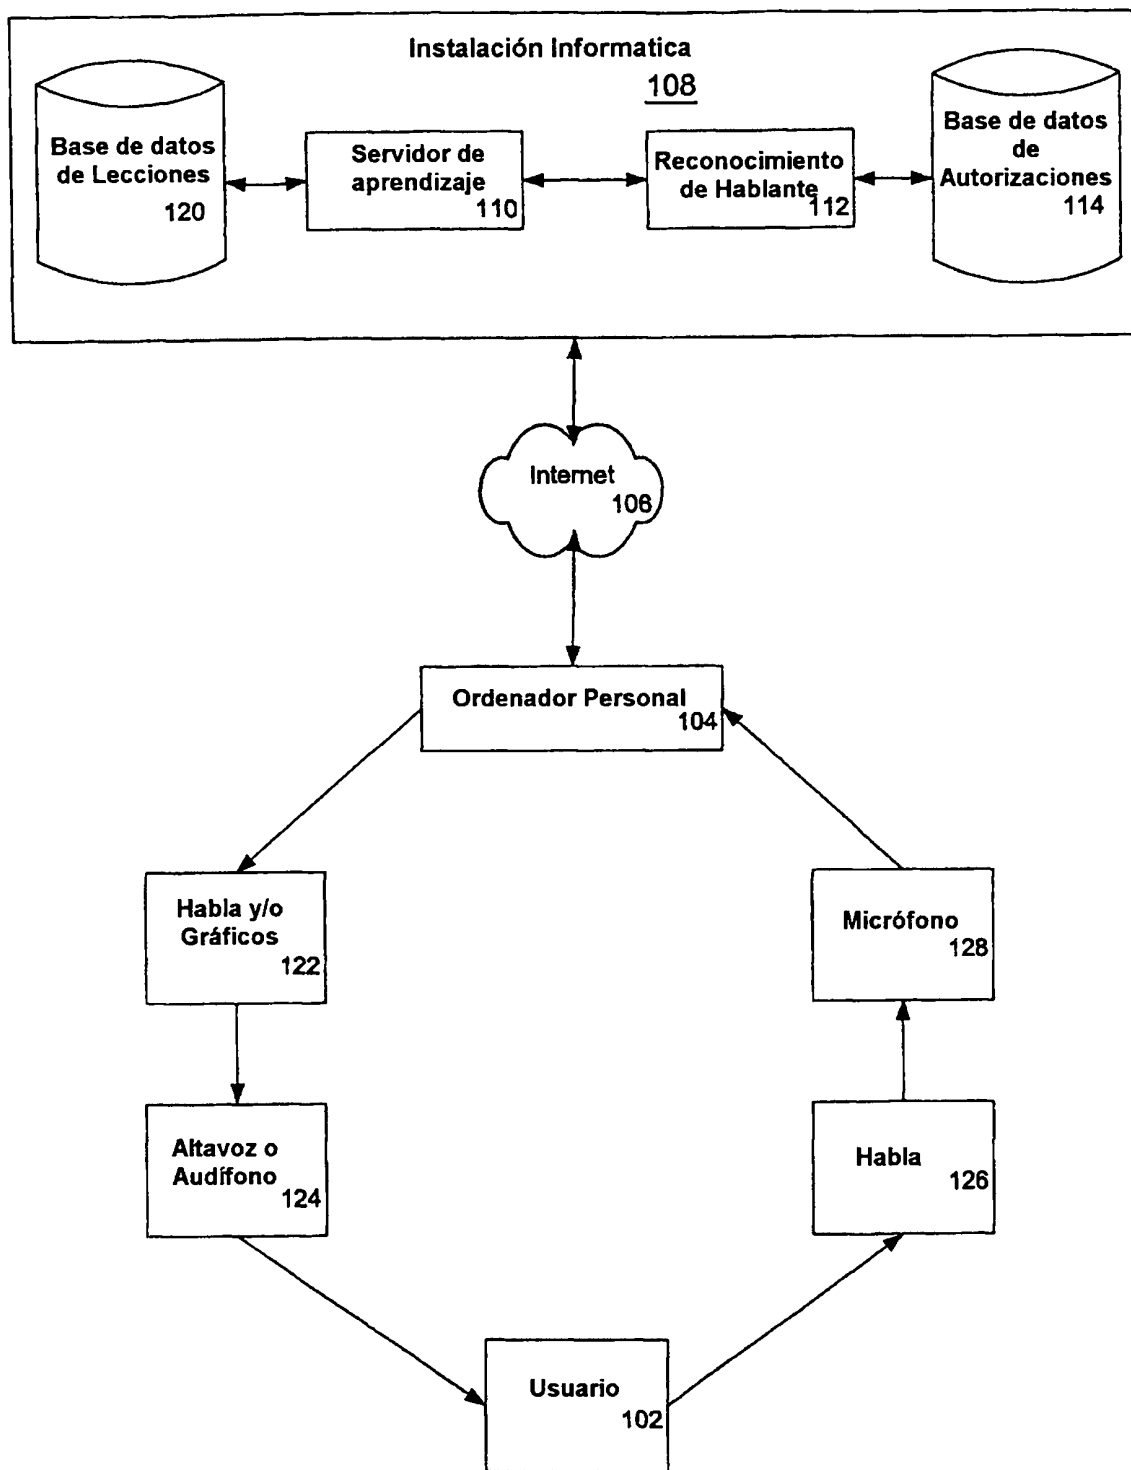 Instalación Informatica
108
Base de datos
de Lecciones
120
Servidor de
aprendizaje
110
Reconocimiento
de Hablante
112
Base de datos
de
Autorizaciones
114
Internet
106
Ordenador Personal
104
Habla y/o
Gráficos
122
Micrófono
128
Altavoz o
Audífono
124
Habla
126
Usuario
102